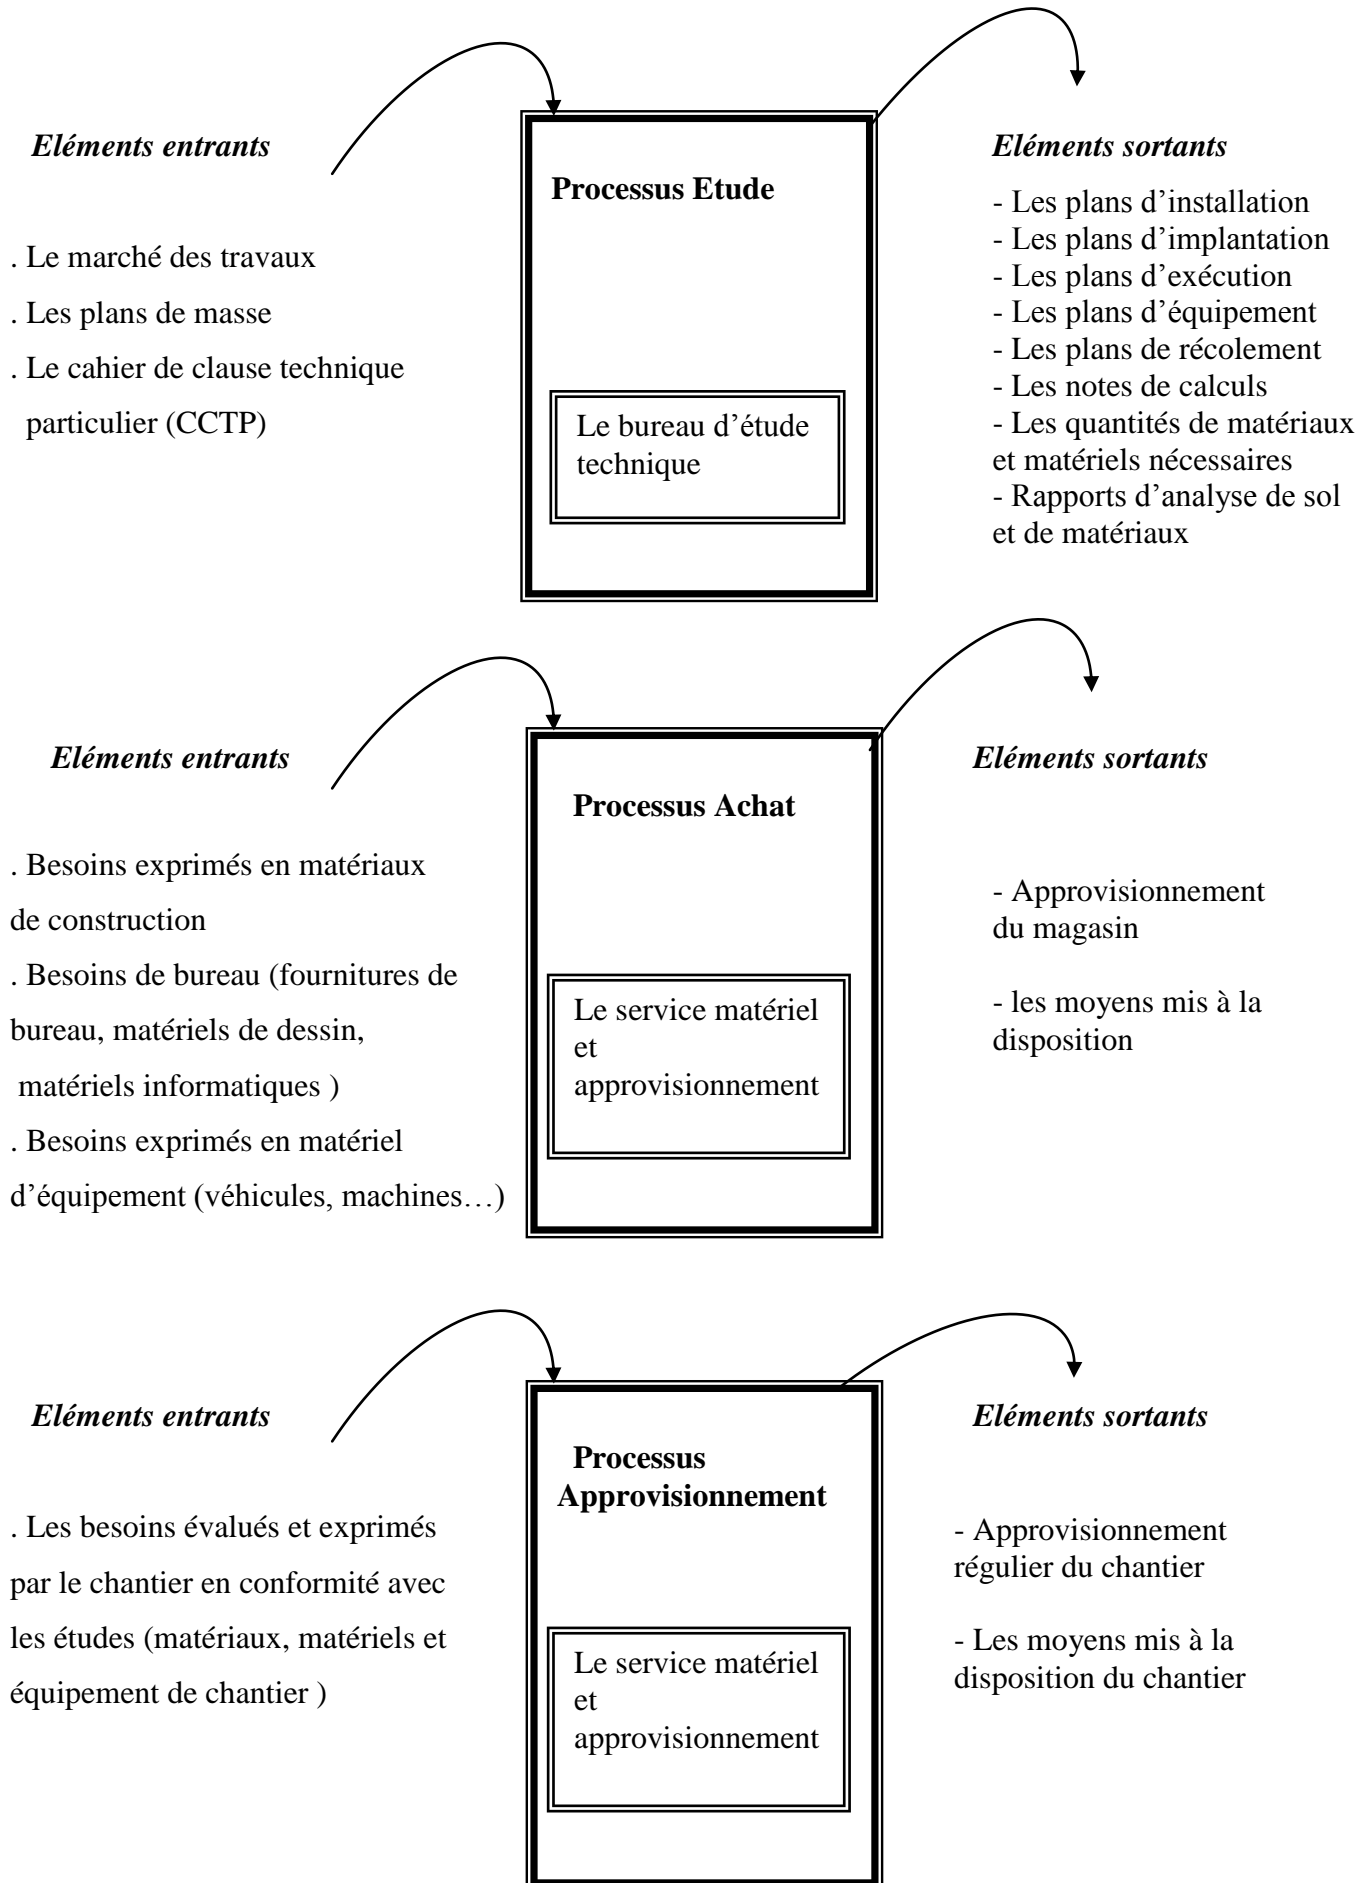 Eléments entrants
. Le marché des travaux
. Les plans de masse
. Le cahier de clause technique
particulier (CCTP)
Processus Etude
Le bureau d’étude
technique
Eléments sortants
- Les plans d’installation
- Les plans d’implantation
- Les plans d’exécution
- Les plans d’équipement
- Les plans de récolement
- Les notes de calculs
- Les quantités de matériaux
et matériels nécessaires
- Rapports d’analyse de sol
et de matériaux
Eléments entrants
. Besoins exprimés en matériaux
de construction
. Besoins de bureau (fournitures de
bureau, matériels de dessin,
matériels informatiques )
. Besoins exprimés en matériel
d’équipement (véhicules, machines…)
Processus Achat
Le service matériel
et
approvisionnement
Eléments sortants
- Approvisionnement
du magasin
- les moyens mis à la
disposition
Eléments entrants
. Les besoins évalués et exprimés
par le chantier en conformité avec
les études (matériaux, matériels et
équipement de chantier )
Processus
Approvisionnement
Le service matériel
et
approvisionnement
Eléments sortants
- Approvisionnement
régulier du chantier
- Les moyens mis à la
disposition du chantier